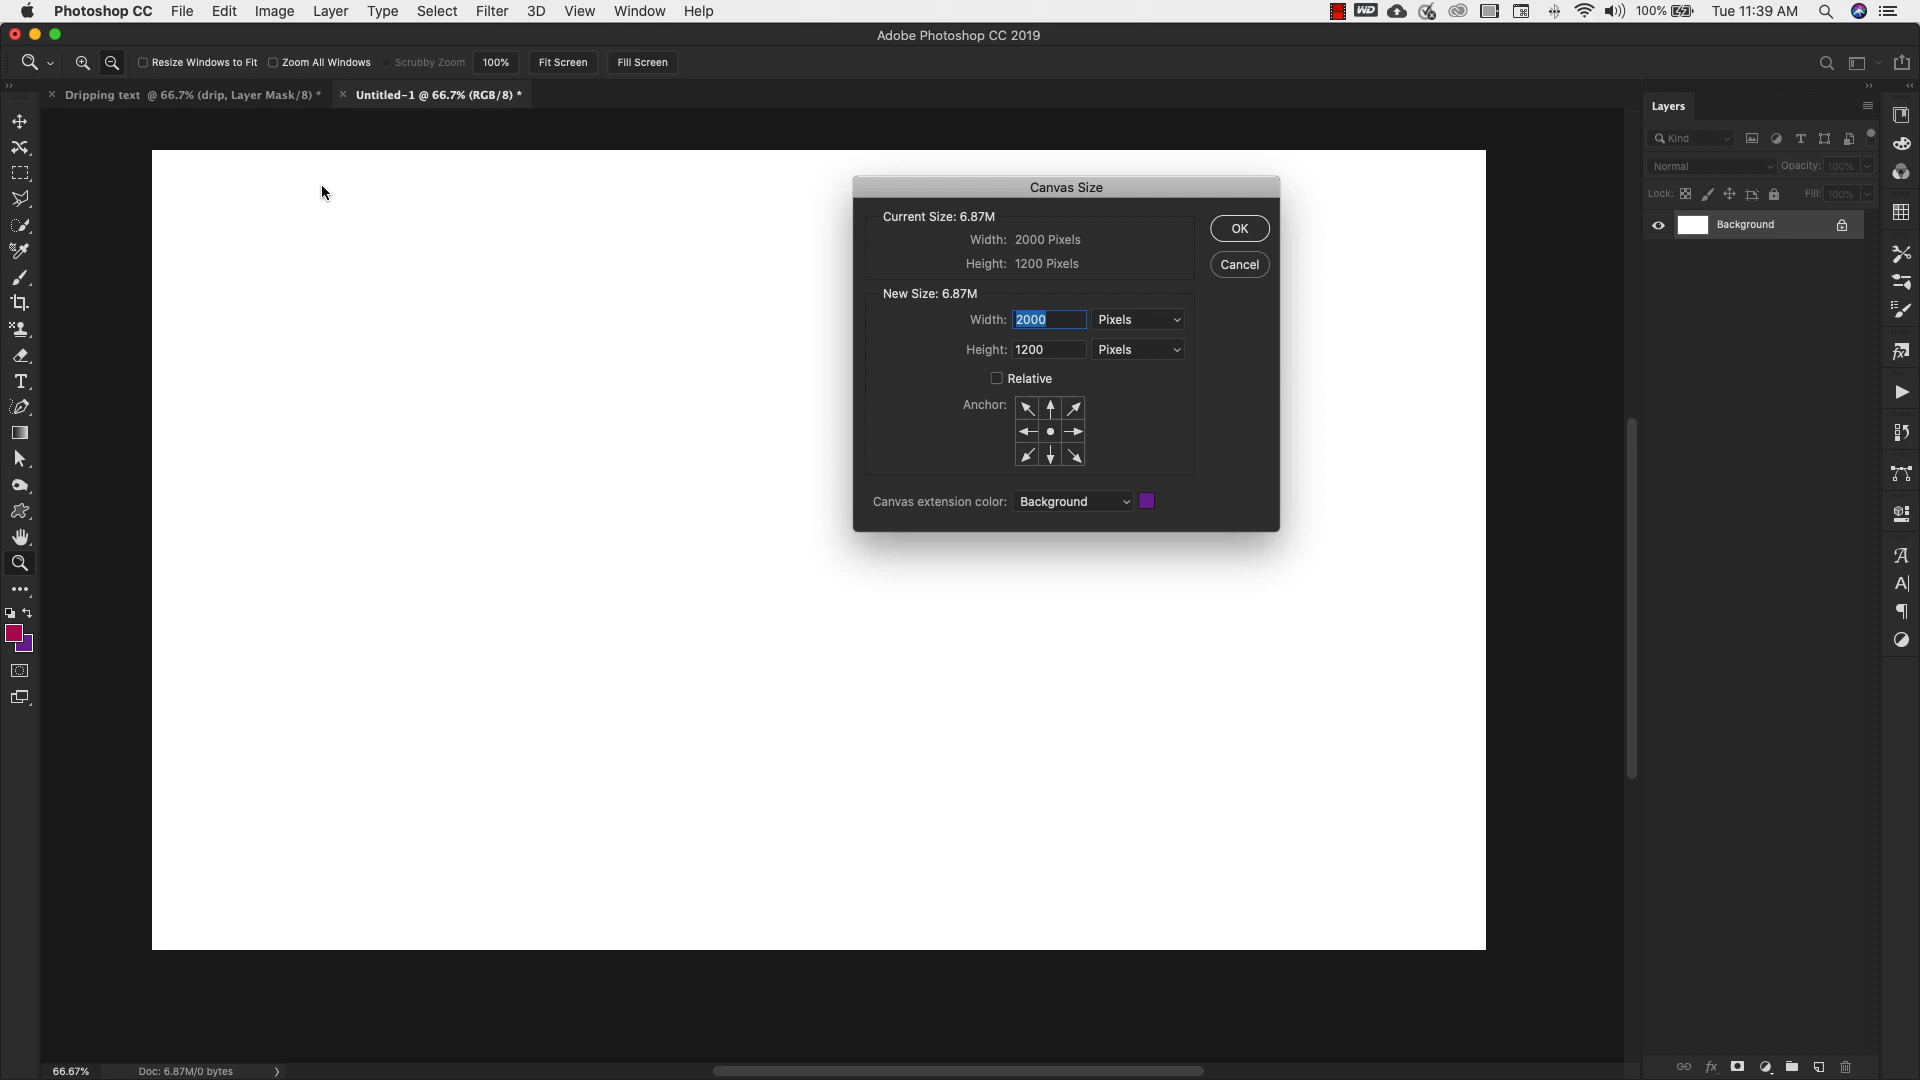 Photoshop CC File Edit Image Layer Type Select Filter 3D View Window Help 100% Tue 11:39 AM
Adobe Photoshop CC 2019
Resize Windows to Fit Zoom All Windows Scrubby Zoom 100% Fit Screen Fill Screen
Dripping text @ 66.7% (drip, Layer Mask/8) * Untitled-1 @ 66.7% (RGB/8) *
Layers
Kind
Normal Opacity: 100%
Lock: Fill: 100%
Background
Canvas Size
Current Size: 6.87M
Width: 2000 Pixels
Height: 1200 Pixels
OK
Cancel
New Size: 6.87M
Width: 2000 Pixels
Height: 1200 Pixels
Relative
Anchor:
Canvas extension color: Background
66.67% Doc: 6.87M/0 bytes